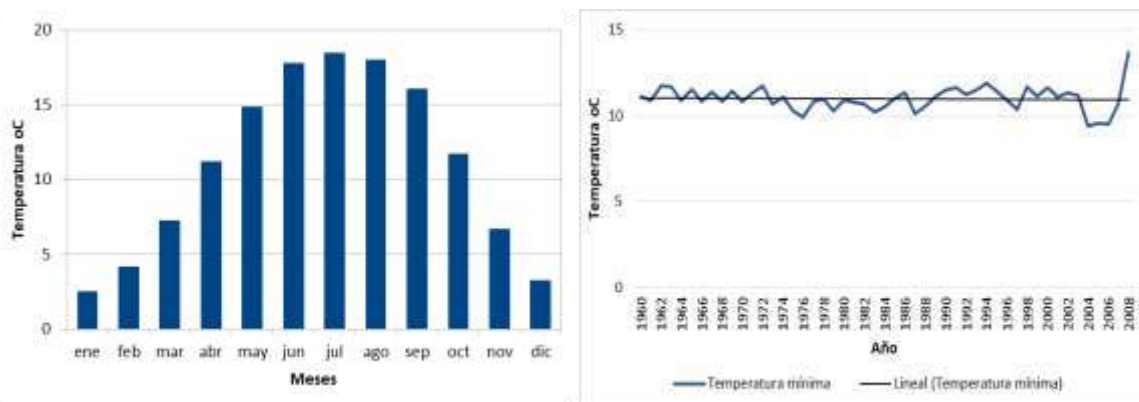 Temperatura oC
20
15
10
5
0
ene feb mar abr may jun jul ago sep oct nov dic
Meses
Temperatura oC
15
10
5
0
1960 1962 1964 1966 1968 1970 1972 1974 1976 1978 1980 1982 1984 1986 1988 1990 1992 1994 1996 1998 2000 2002 2004 2006 2008
Año
Temperatura mínima
Lineal (Temperatura mínima)